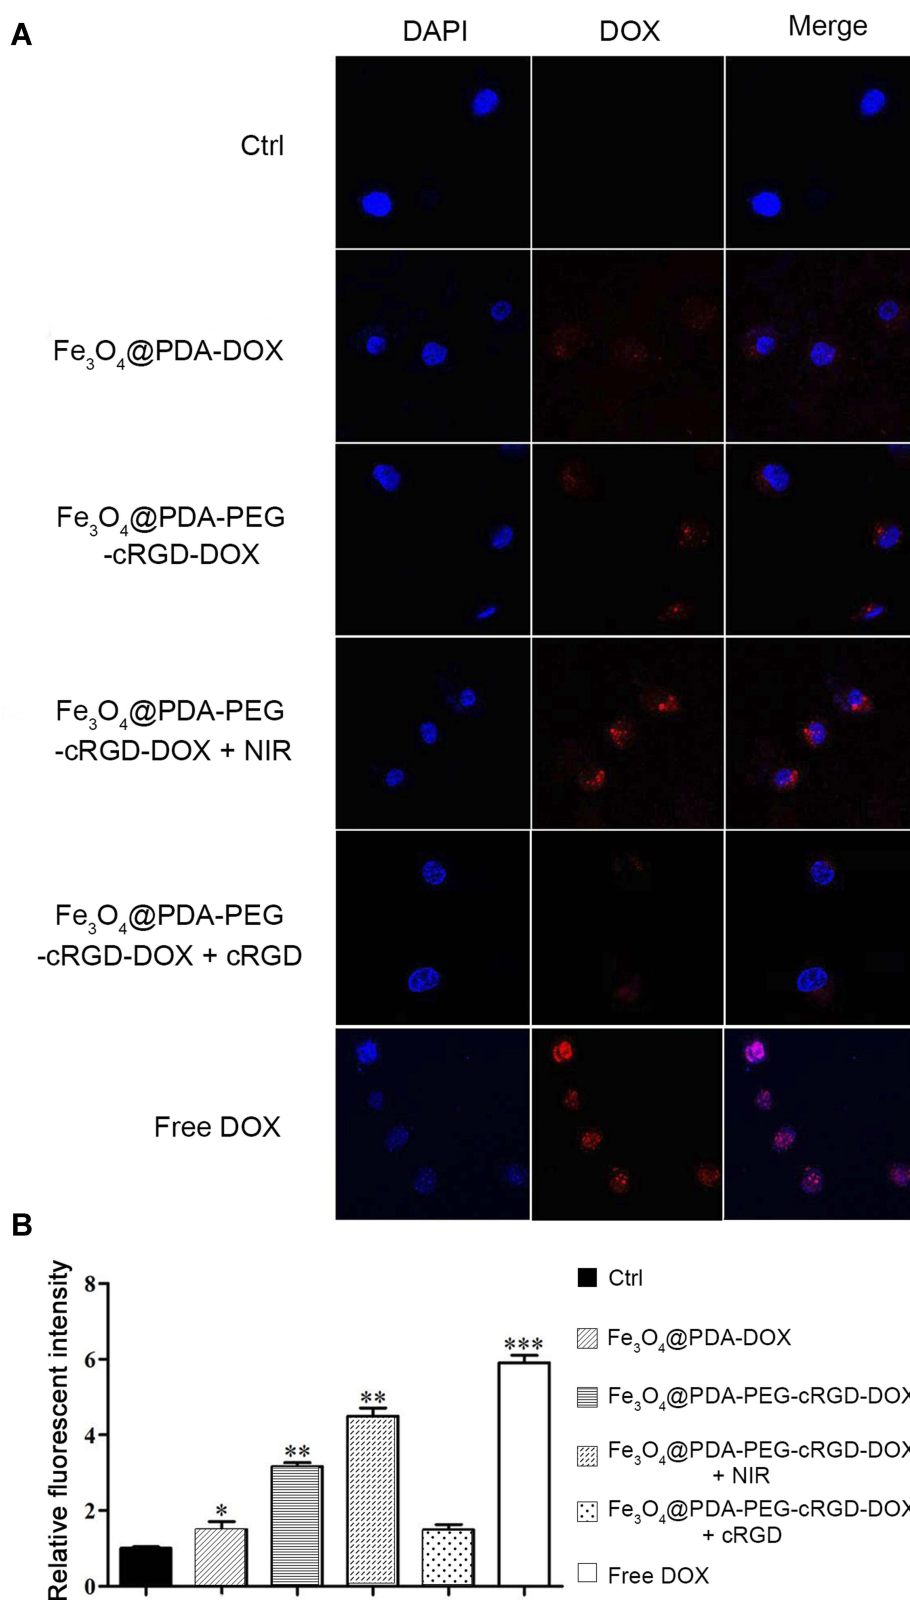 A
DAPI DOX Merge
Ctrl
Fe3O4@PDA-DOX
Fe3O4@PDA-PEG
-cRGD-DOX
Fe3O4@PDA-PEG
-cRGD-DOX + NIR
Fe3O4@PDA-PEG
-cRGD-DOX + cRGD
Free DOX
B
Relative fluorescent intensity
8
6
4
2
0
*
**
**
***
Ctrl
Fe3O4@PDA-DOX
Fe3O4@PDA-PEG-cRGD-DOX
Fe3O4@PDA-PEG-cRGD-DOX
+ NIR
Fe3O4@PDA-PEG-cRGD-DOX
+ cRGD
Free DOX